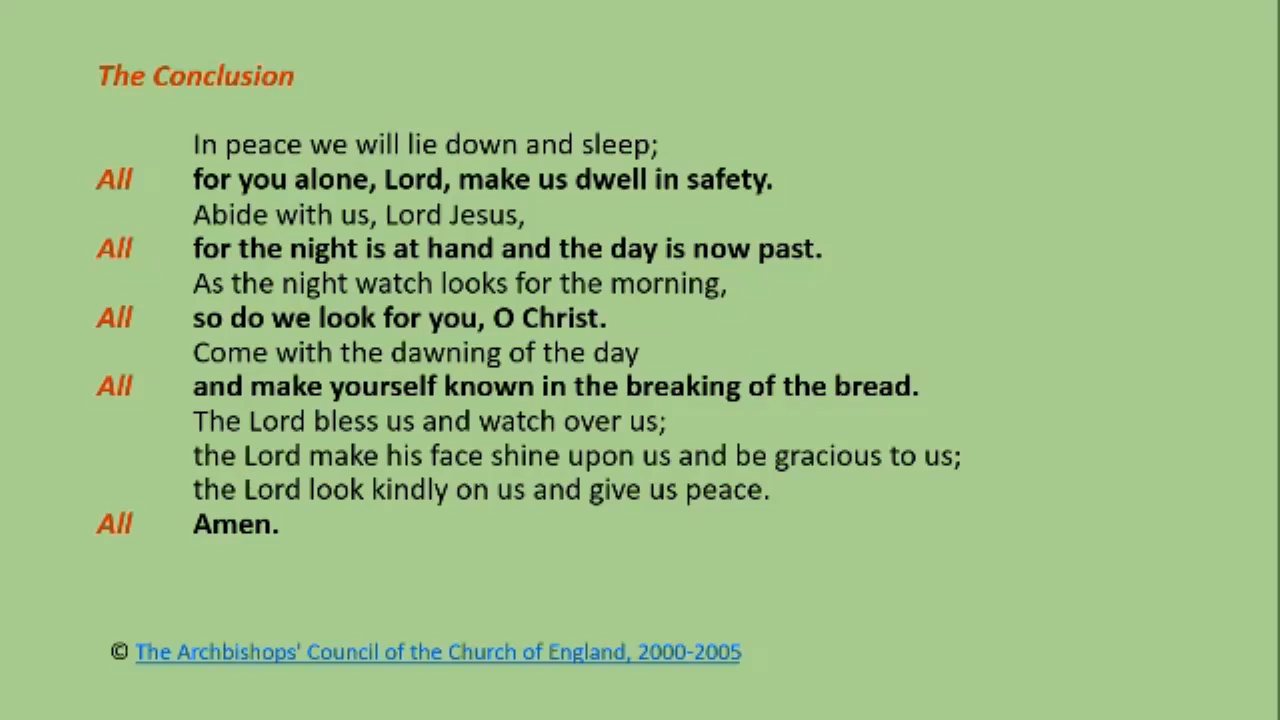 The Conclusion
In peace we will lie down and sleep;
All for you alone, Lord, make us dwell in safety.
Abide with us, Lord Jesus,
All for the night is at hand and the day is now past.
As the night watch looks for the morning,
All so do we look for you, O Christ.
Come with the dawning of the day
All and make yourself known in the breaking of the bread.
The Lord bless us and watch over us;
the Lord make his face shine upon us and be gracious to us;
the Lord look kindly on us and give us peace.
All Amen.
© The Archbishops' Council of the Church of England, 2000-2005